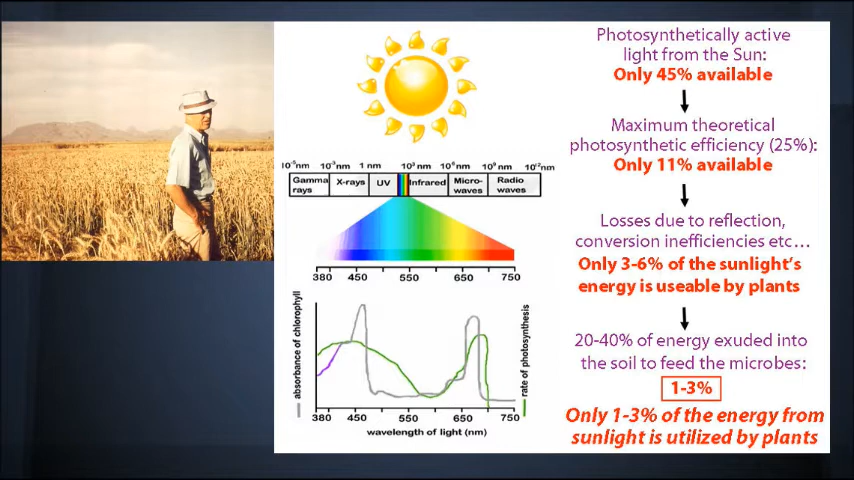 10⁻⁵nm 10⁻³nm 1 nm 10³nm 10⁶nm 10⁹nm 10¹²nm
Gamma rays X-rays UV Infrared Micro-waves Radio waves
380 450 550 650 750
absorbance of chlorophyll
rate of photosynthesis
380 450 550 650 750
wavelength of light (nm)
Photosynthetically active
light from the Sun:
Only 45% available
Maximum theoretical
photosynthetic efficiency (25%):
Only 11% available
Losses due to reflection,
conversion inefficiencies etc...
Only 3-6% of the sunlight's
energy is useable by plants
20-40% of energy exuded into
the soil to feed the microbes:
1-3%
Only 1-3% of the energy from
sunlight is utilized by plants